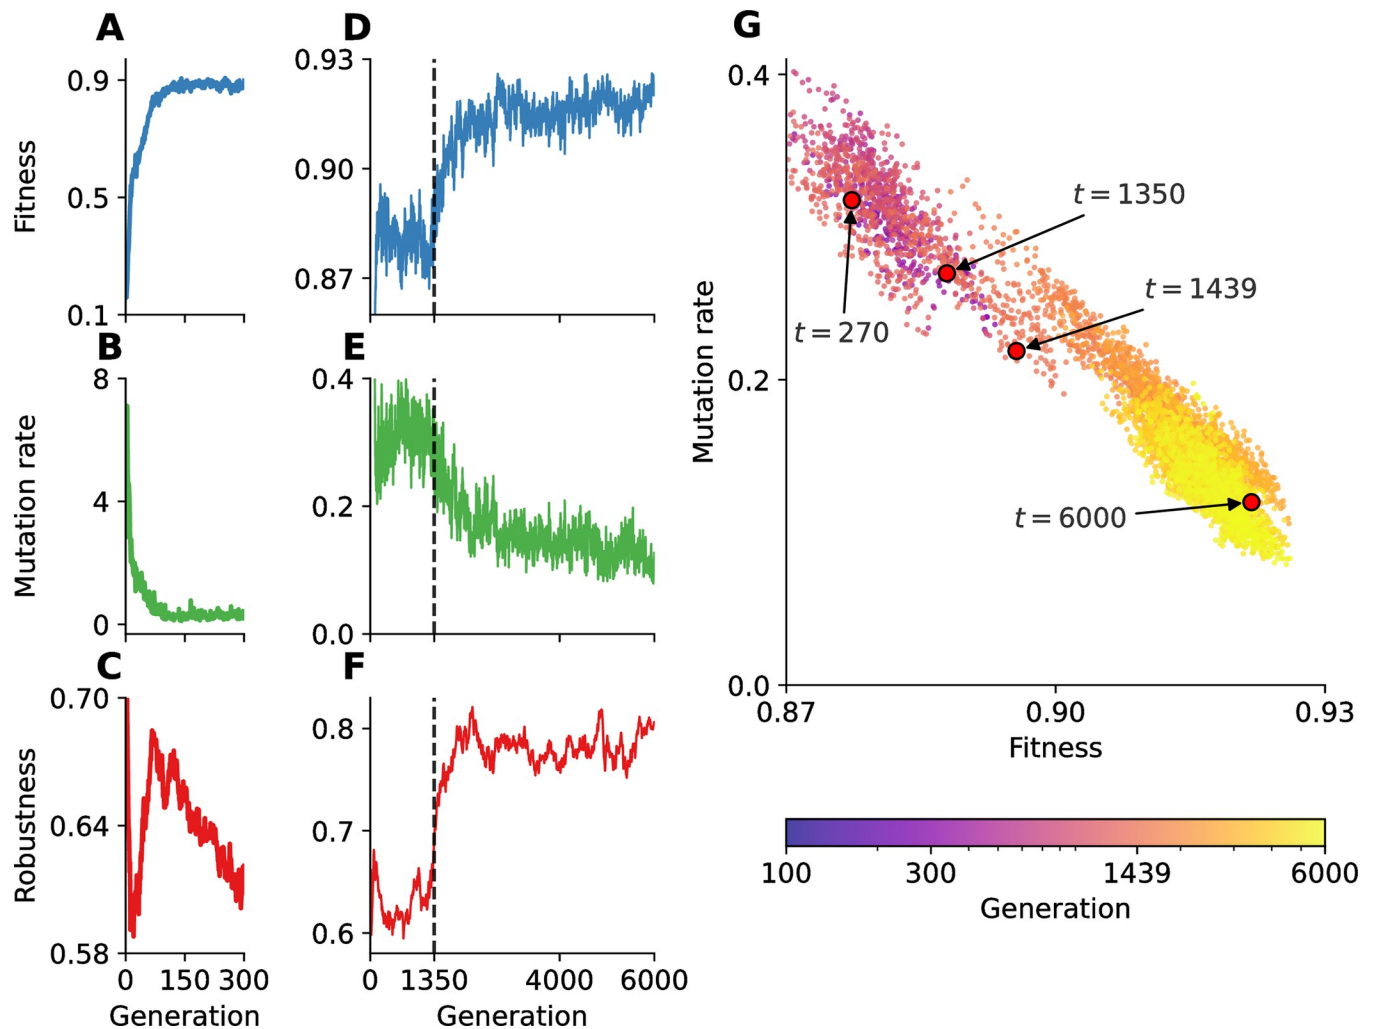 A
Fitness
0.9
0.5
0.1
B
Mutation rate
8
4
0
C
Robustness
0.70
0.64
0.58
0 150 300
Generation
D
0.93
0.90
0.87
E
0.4
0.2
0.0
F
0.8
0.7
0.6
0 1350 4000 6000
Generation
G
Mutation rate
0.4
0.2
0.0
t = 1350
t = 1439
t = 270
t = 6000
0.87 0.90 0.93
Fitness
100 300 1439 6000
Generation